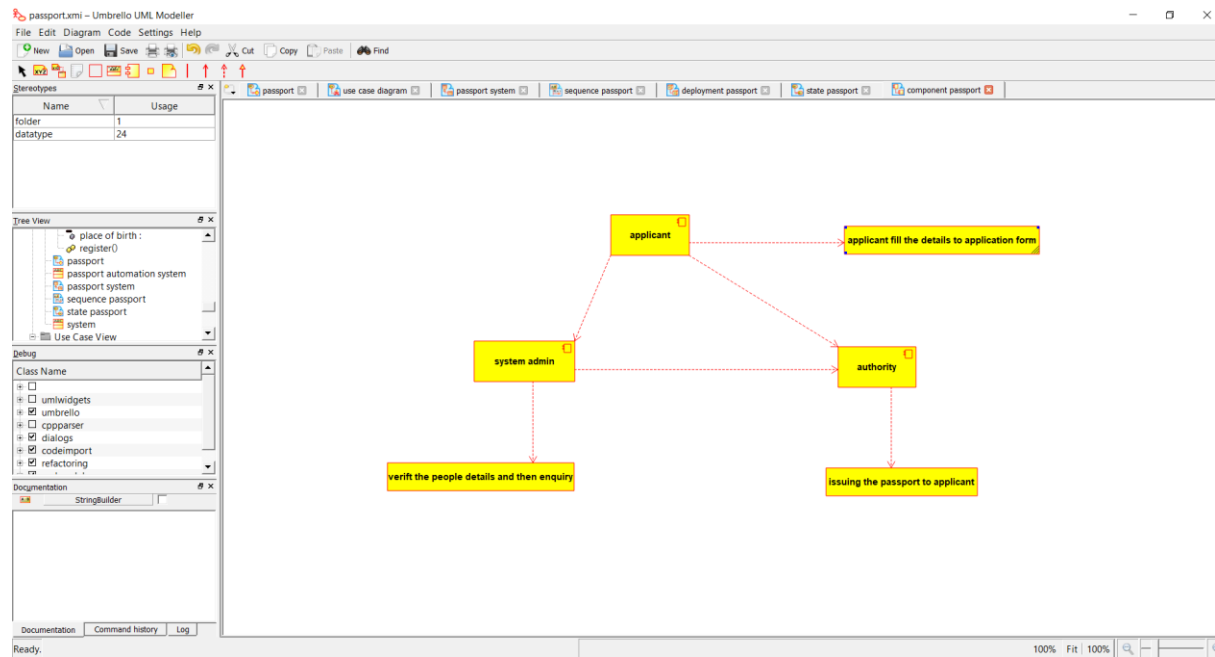 passport.xmi – Umbrello UML Modeller
File Edit Diagram Code Settings Help
New Open Save Cut Copy Paste Find
Stereotypes
passport use case diagram passport system sequence passport deployment passport state passport component passport
Name Usage
folder 1
datatype 24
Tree View
place of birth :
register()
passport
passport automation system
passport system
sequence passport
state passport
system
Use Case View
Debug
Class Name
umlwidgets
umbrello
cppparser
dialogs
codeimport
refactoring
Documentation
StringBuilder
Documentation Command history Log
Ready.
applicant
applicant fill the details to application form
system admin
authority
verift the people details and then enquiry
issuing the passport to applicant
100% Fit 100%